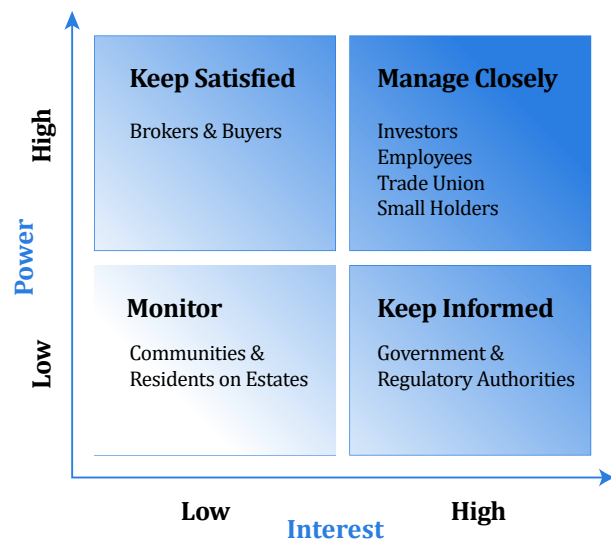 Keep Satisfied
Brokers & Buyers
Manage Closely
Investors
Employees
Trade Union
Small Holders
High
Power
Low
Monitor
Communities &
Residents on Estates
Keep Informed
Government &
Regulatory Authorities
Low
High
Interest